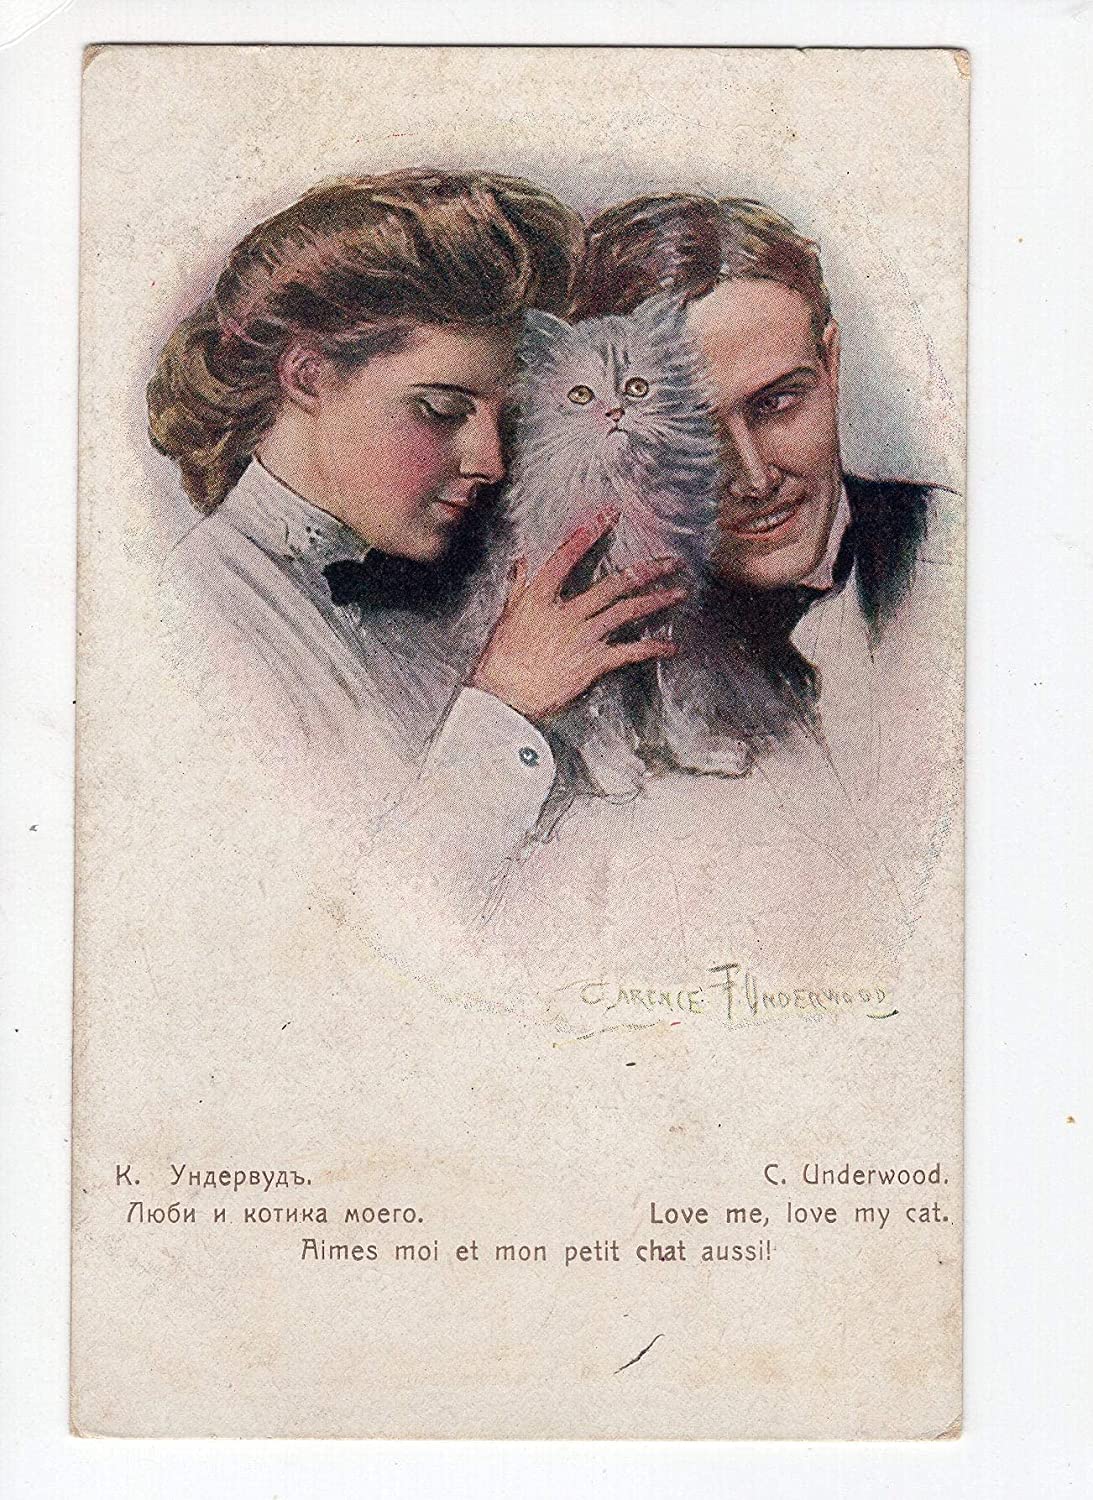 CLARENCE F. UNDERWOOD
К. Ундервудъ.
C. Underwood.
Люби и котика моего.
Love me, love my cat.
Aimes moi et mon petit chat aussi!